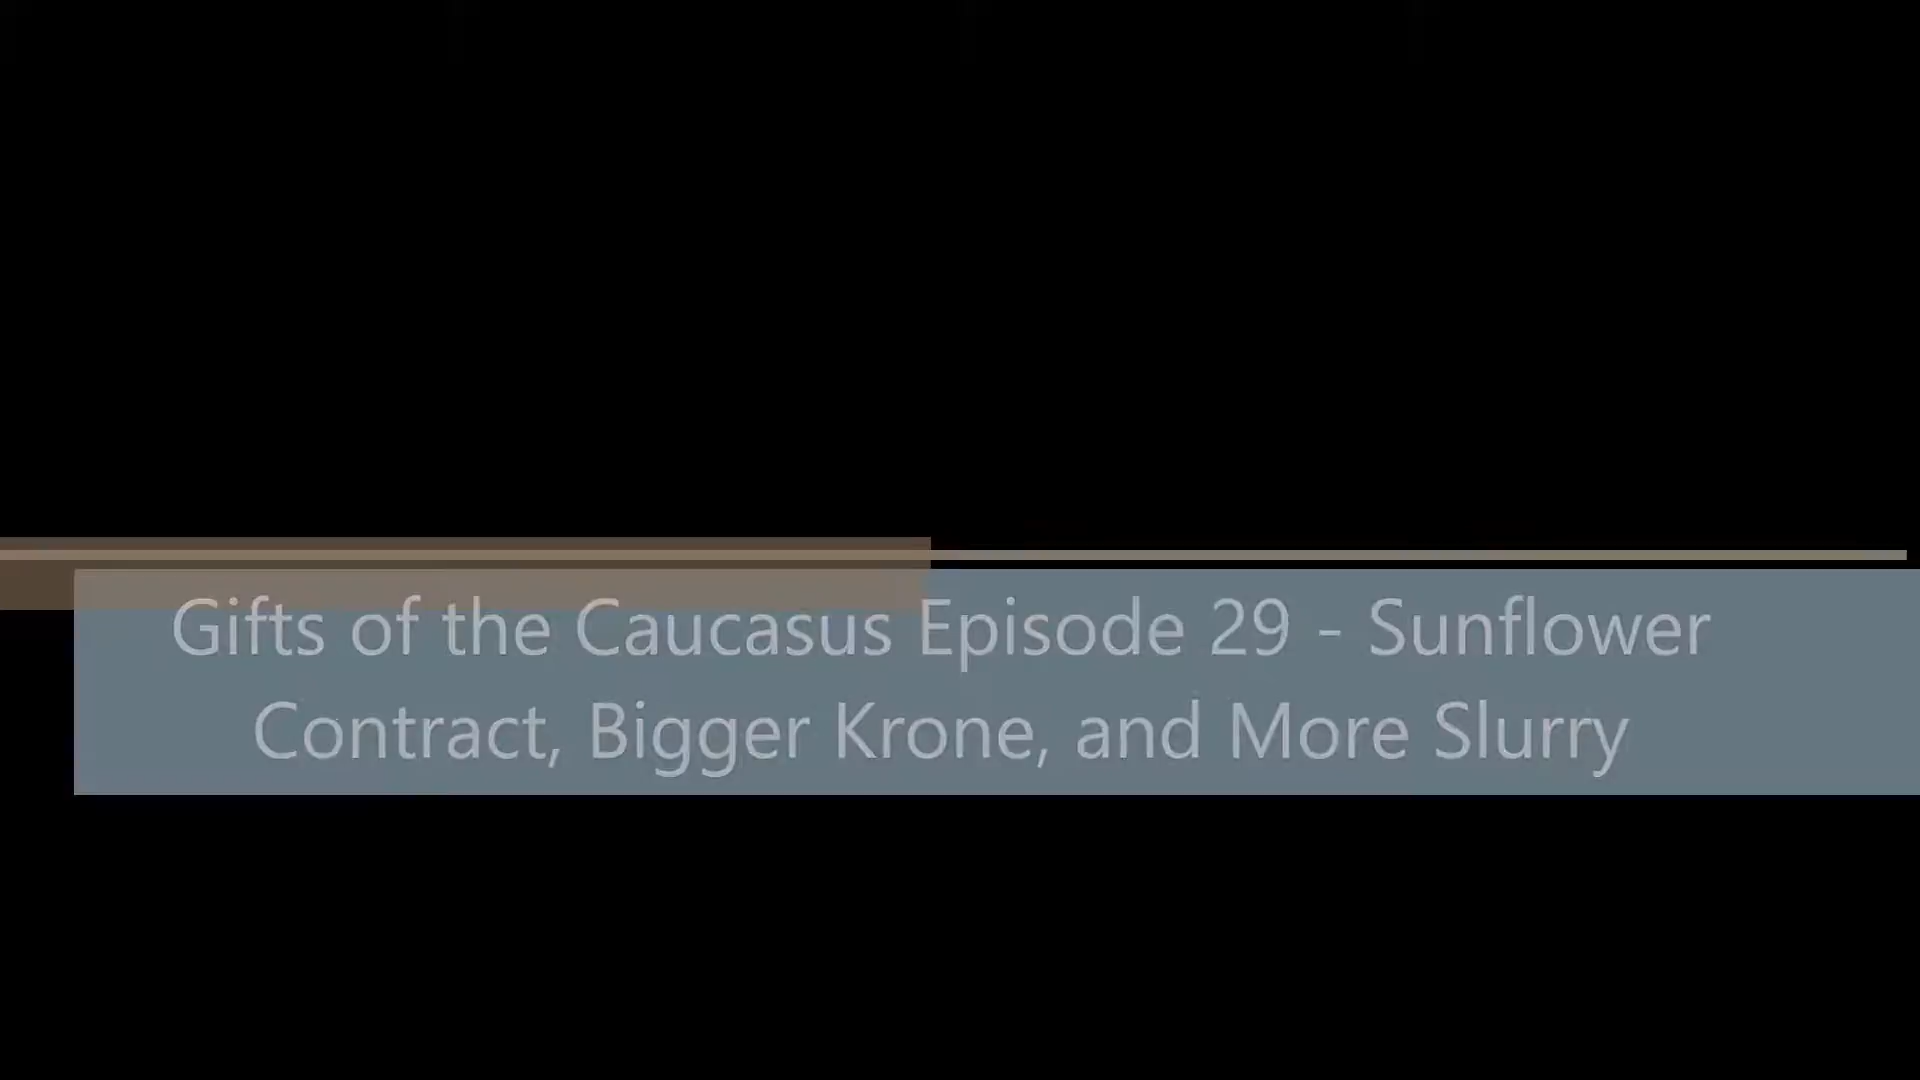 Gifts of the Caucasus Episode 29 - Sunflower
Contract, Bigger Krone, and More Slurry